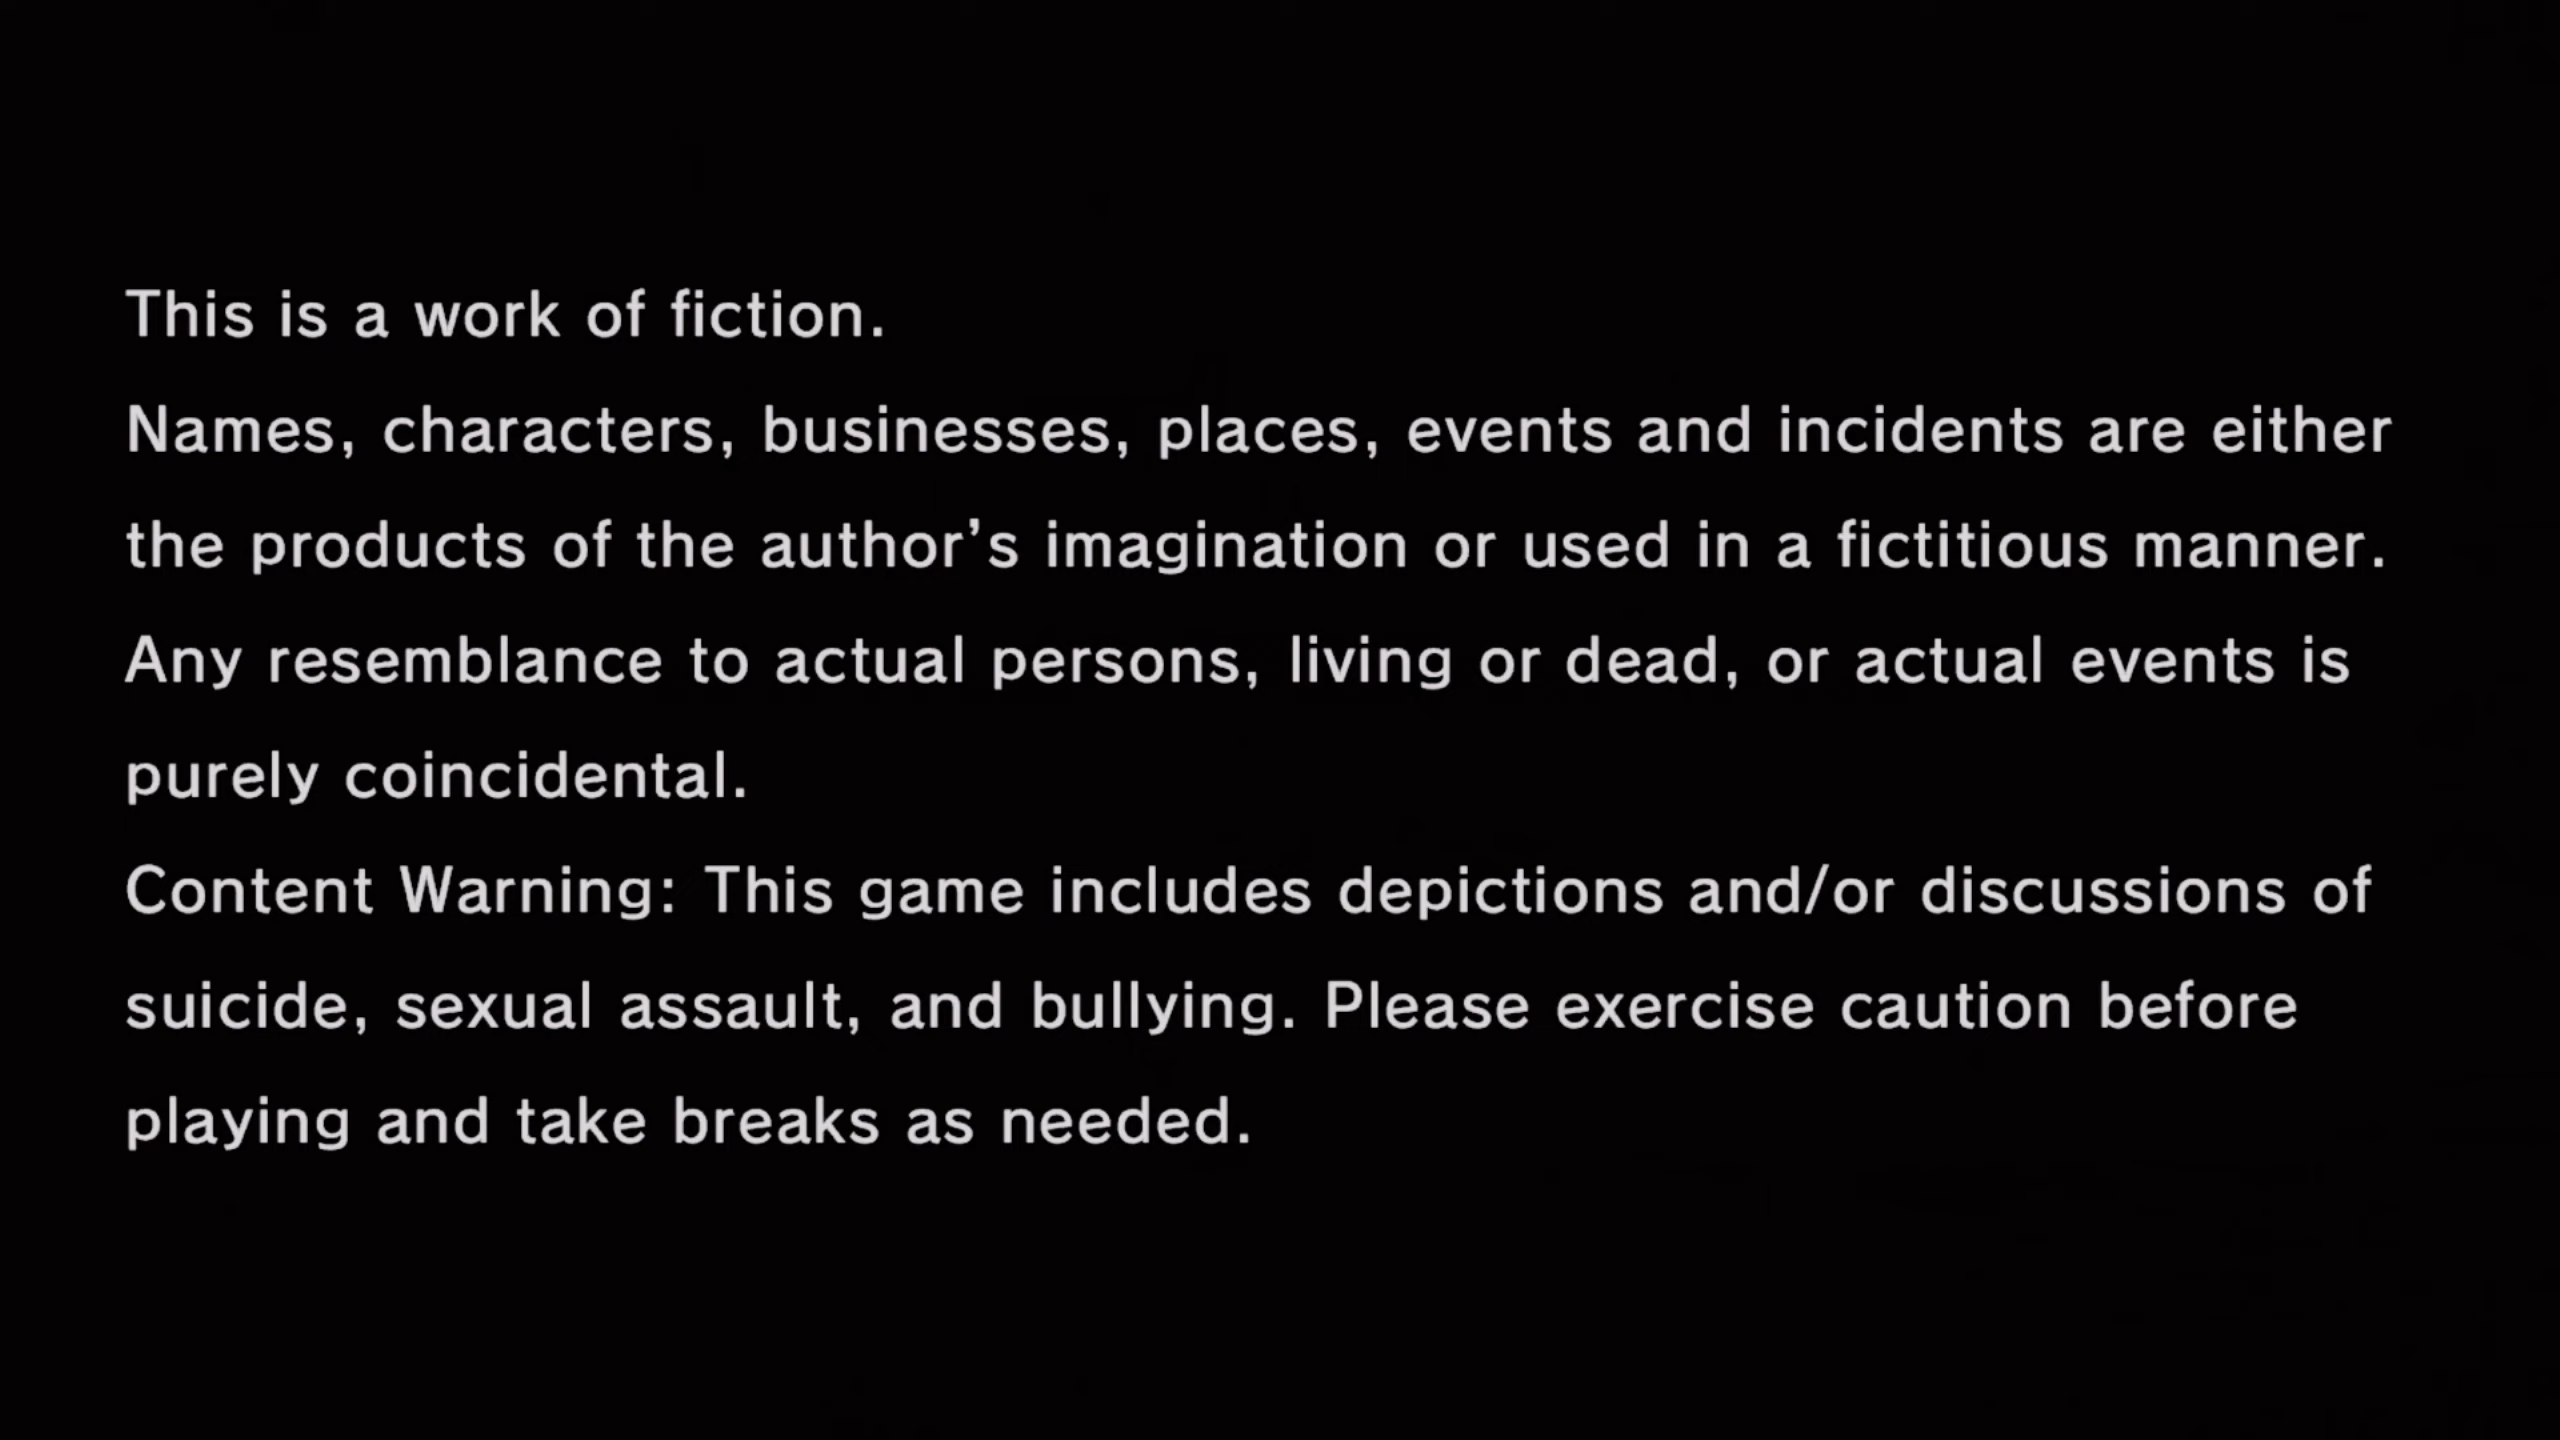 This is a work of fiction.
Names, characters, businesses, places, events and incidents are either
the products of the author’s imagination or used in a fictitious manner.
Any resemblance to actual persons, living or dead, or actual events is
purely coincidental.
Content Warning: This game includes depictions and/or discussions of
suicide, sexual assault, and bullying. Please exercise caution before
playing and take breaks as needed.